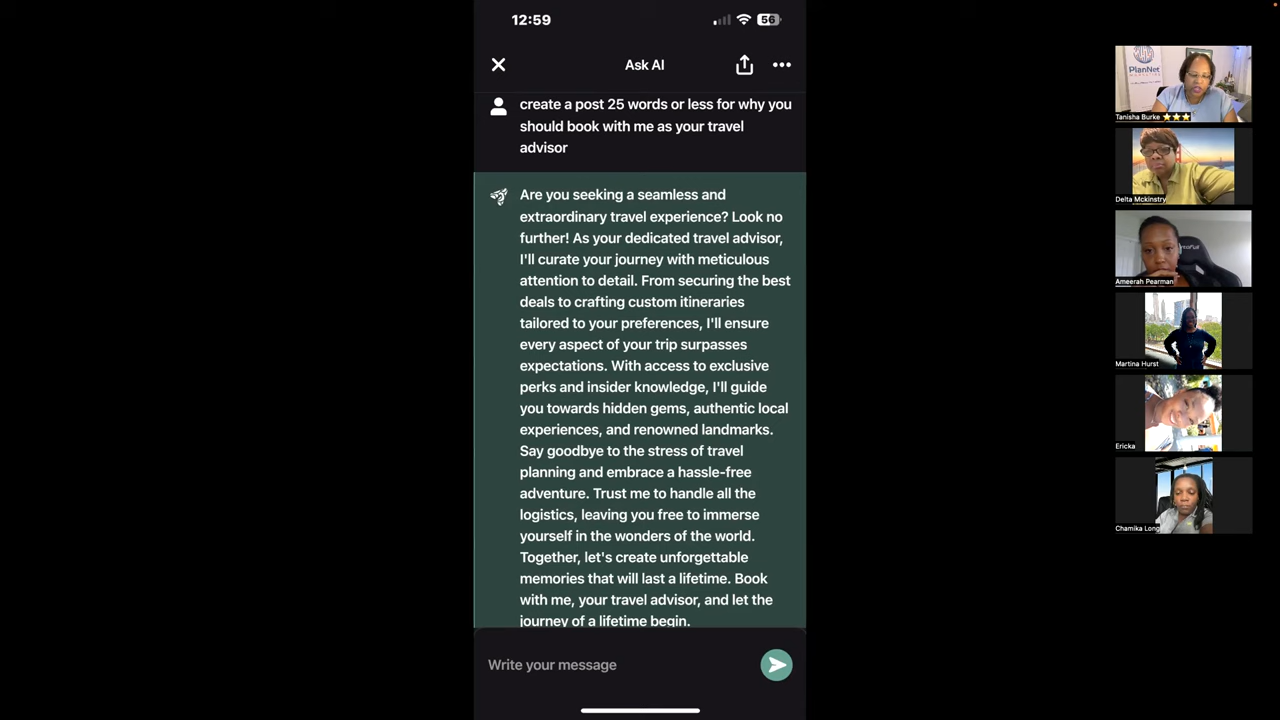 12:59
56
Ask AI
create a post 25 words or less for why you
should book with me as your travel
advisor
Are you seeking a seamless and
extraordinary travel experience? Look no
further! As your dedicated travel advisor,
I'll curate your journey with meticulous
attention to detail. From securing the best
deals to crafting custom itineraries
tailored to your preferences, I'll ensure
every aspect of your trip surpasses
expectations. With access to exclusive
perks and insider knowledge, I'll guide
you towards hidden gems, authentic local
experiences, and renowned landmarks.
Say goodbye to the stress of travel
planning and embrace a hassle-free
adventure. Trust me to handle all the
logistics, leaving you free to immerse
yourself in the wonders of the world.
Together, let's create unforgettable
memories that will last a lifetime. Book
with me, your travel advisor, and let the
journey of a lifetime begin.
Write your message
PlanNet
Tanisha Burke
Delta Mckinstry
Ameerah Pearman
Martina Hurst
Ericka
Chamika Long